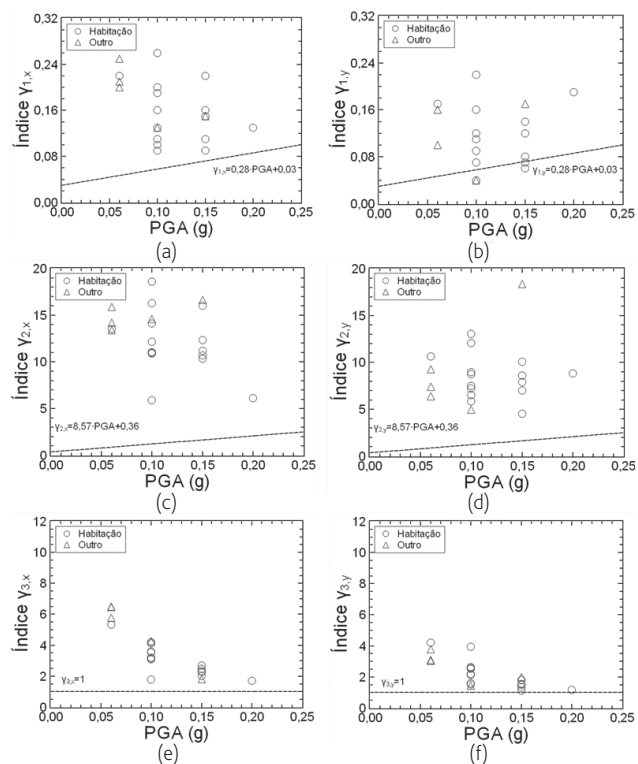 0,32
0,24
0,16
0,08
0,00
Índice γ1,x
Habitação
Outro
γ1,x=0,28·PGA+0,03
0,00 0,05 0,10 0,15 0,20 0,25
PGA (g)
(a)
0,32
0,24
0,16
0,08
0,00
Índice γ1,y
Habitação
Outro
γ1,y=0,28·PGA+0,03
0,00 0,05 0,10 0,15 0,20 0,25
PGA (g)
(b)
20
15
10
5
0
Índice γ2,x
Habitação
Outro
γ2,x=8,57·PGA+0,36
0,00 0,05 0,10 0,15 0,20 0,25
PGA (g)
(c)
20
15
10
5
0
Índice γ2,y
Habitação
Outro
γ2,y=8,57·PGA+0,36
0,00 0,05 0,10 0,15 0,20 0,25
PGA (g)
(d)
12
10
8
6
4
2
0
Índice γ3,x
Habitação
Outro
γ3,x=1
0,00 0,05 0,10 0,15 0,20 0,25
PGA (g)
(e)
12
10
8
6
4
2
0
Índice γ3,y
Habitação
Outro
γ3,y=1
0,00 0,05 0,10 0,15 0,20 0,25
PGA (g)
(f)